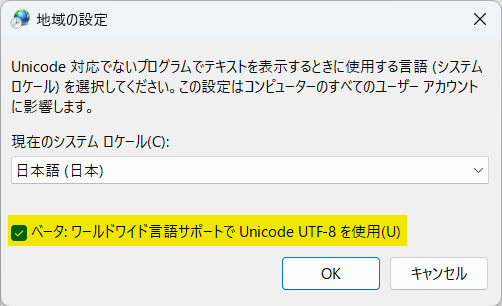 地域の設定
Unicode 対応でないプログラムでテキストを表示するときに使用する言語 (システム
ロケール) を選択してください。この設定はコンピューターのすべてのユーザー アカウント
に影響します。
現在のシステム ロケール(C):
日本語 (日本)
ベータ: ワールドワイド言語サポートで Unicode UTF-8 を使用(U)
OK
キャンセル